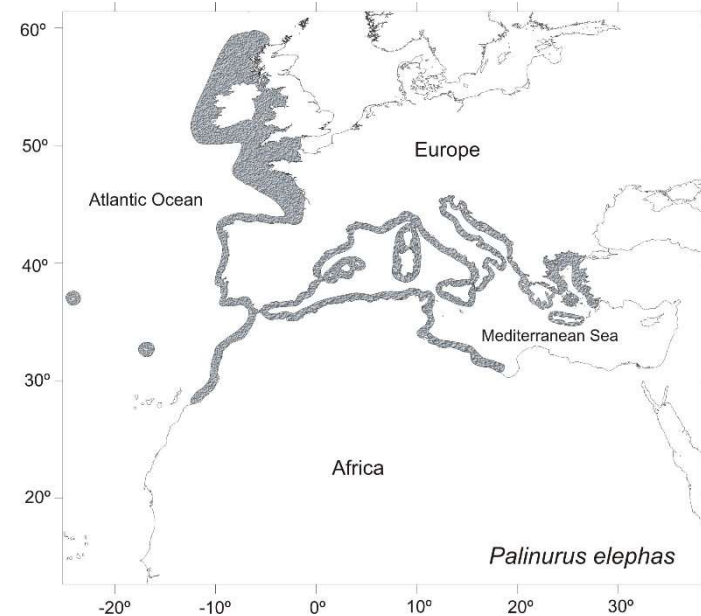 60º
50º
Europe
Atlantic Ocean
40º
Mediterranean Sea
30º
Africa
20º
Palinurus elephas
-20º -10º 0º 10º 20º 30º